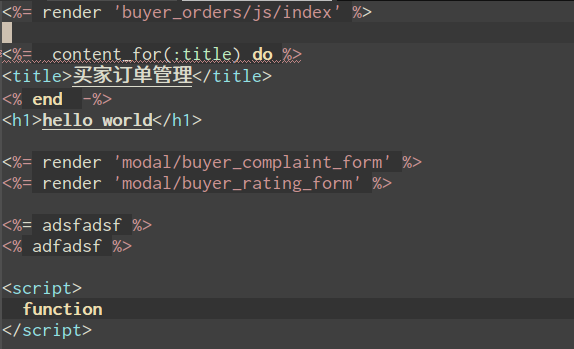 <%= render 'buyer_orders/js/index' %>
<%=  content_for(:title) do %>
<title>买家订单管理</title>
<% end  -%>
<h1>hello world</h1>
<%= render 'modal/buyer_complaint_form' %>
<%= render 'modal/buyer_rating_form' %>
<%= adsfadsf %>
<% adfadsf %>
<script>
  function
</script>